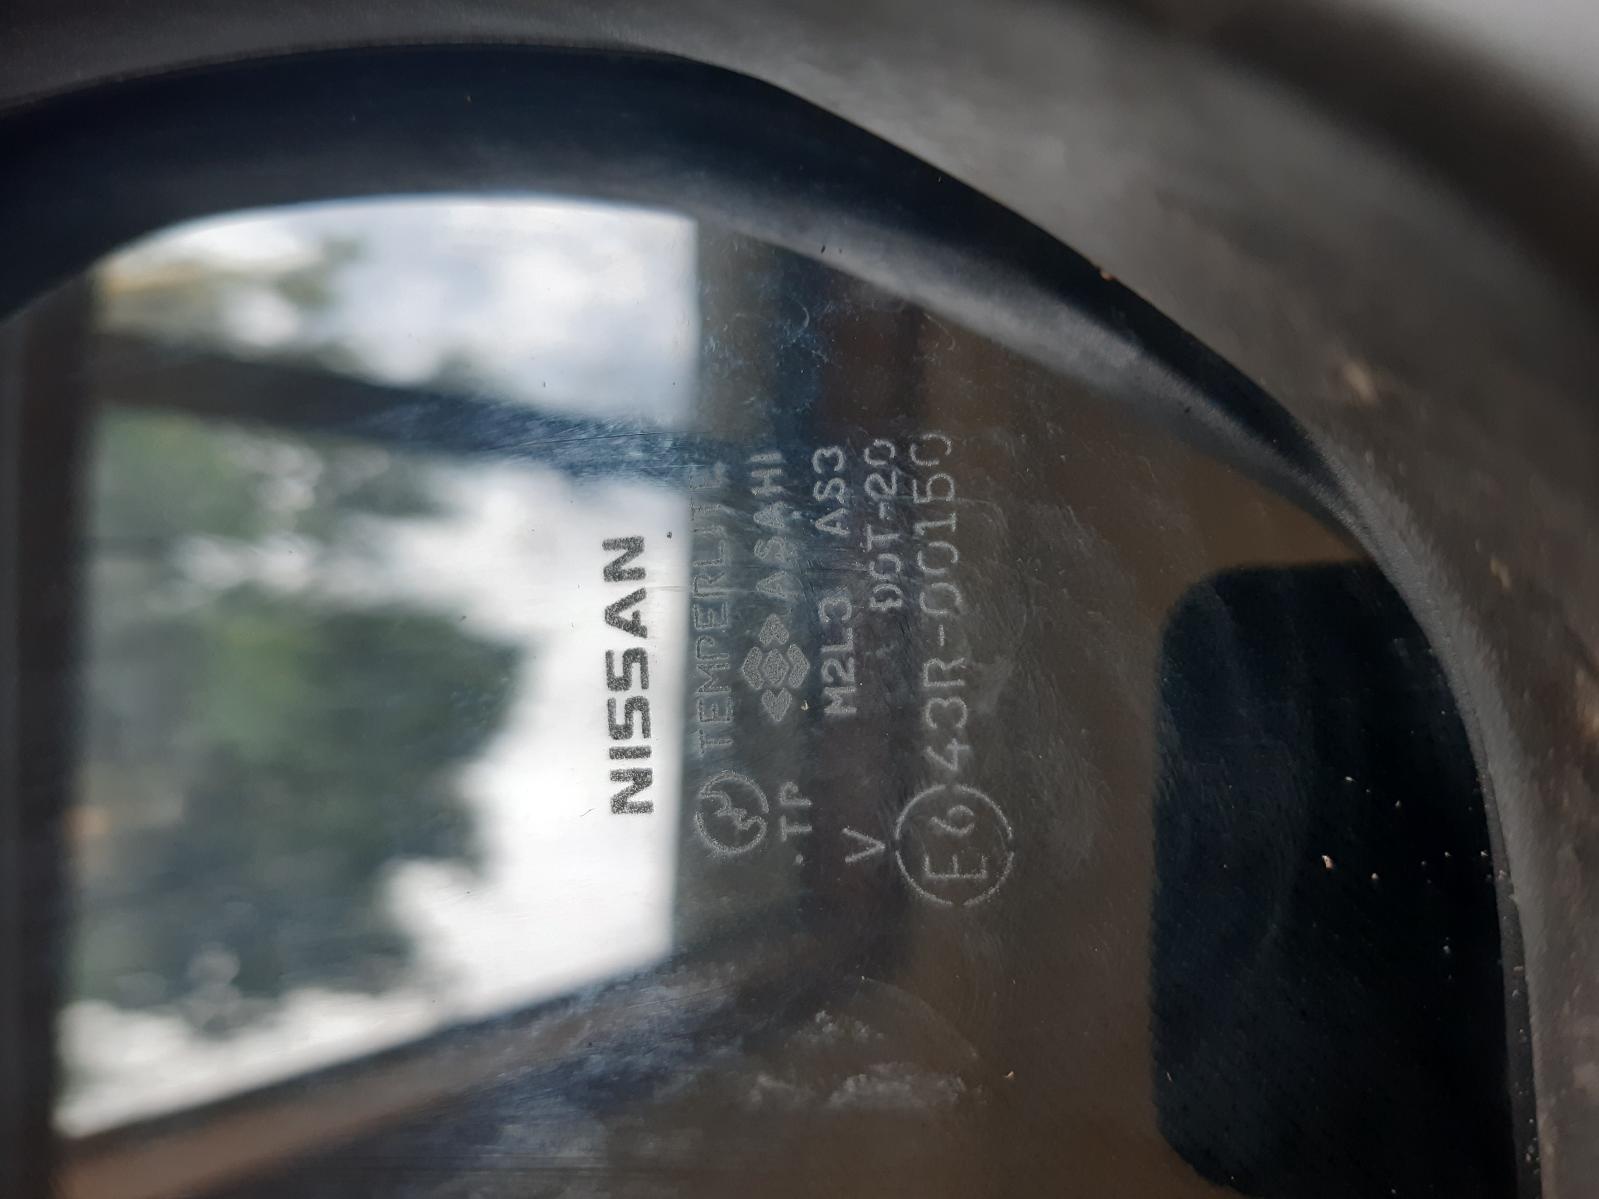 NISSAN
TEMPERLITE
.TP ASAHI
M2L3 AS3
V DOT-20
E6 43R-00150